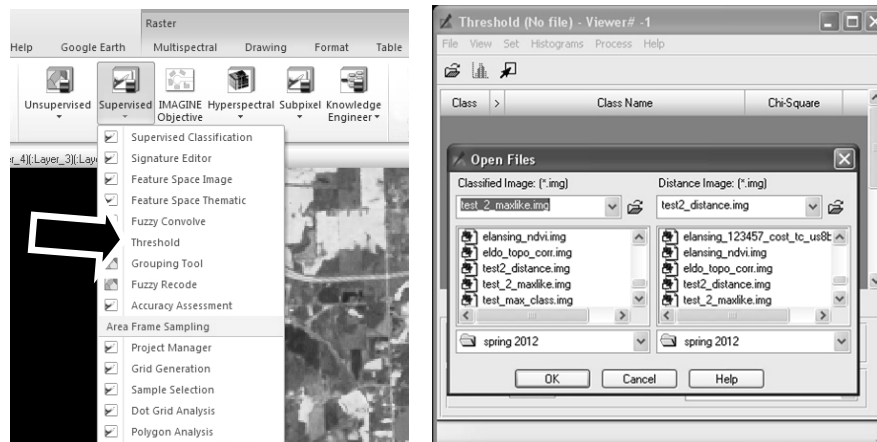 Raster
Help Google Earth Multispectral Drawing Format Table
Unsupervised Supervised IMAGINE Hyperspectral Subpixel Knowledge
Objective Engineer
Supervised Classification
Signature Editor
Feature Space Image
Feature Space Thematic
Fuzzy Convolve
Threshold
Grouping Tool
Fuzzy Recode
Accuracy Assessment
Area Frame Sampling
Project Manager
Grid Generation
Sample Selection
Dot Grid Analysis
Polygon Analysis
r_4)(:Layer_3)(:Lay
Threshold (No file) - Viewer# -1
File View Set Histograms Process Help
Class > Class Name Chi-Square
Open Files
Classified Image: (*.img) Distance Image: (*.img)
test_2_maxlike.img test2_distance.img
elansing_ndvi.img elansing_123457_cost_tc_us8b
eldo_topo_corr.img elansing_ndvi.img
test2_distance.img eldo_topo_corr.img
test_2_maxlike.img test2_distance.img
test_max_class.img test_2_maxlike.img
spring 2012 spring 2012
OK Cancel Help